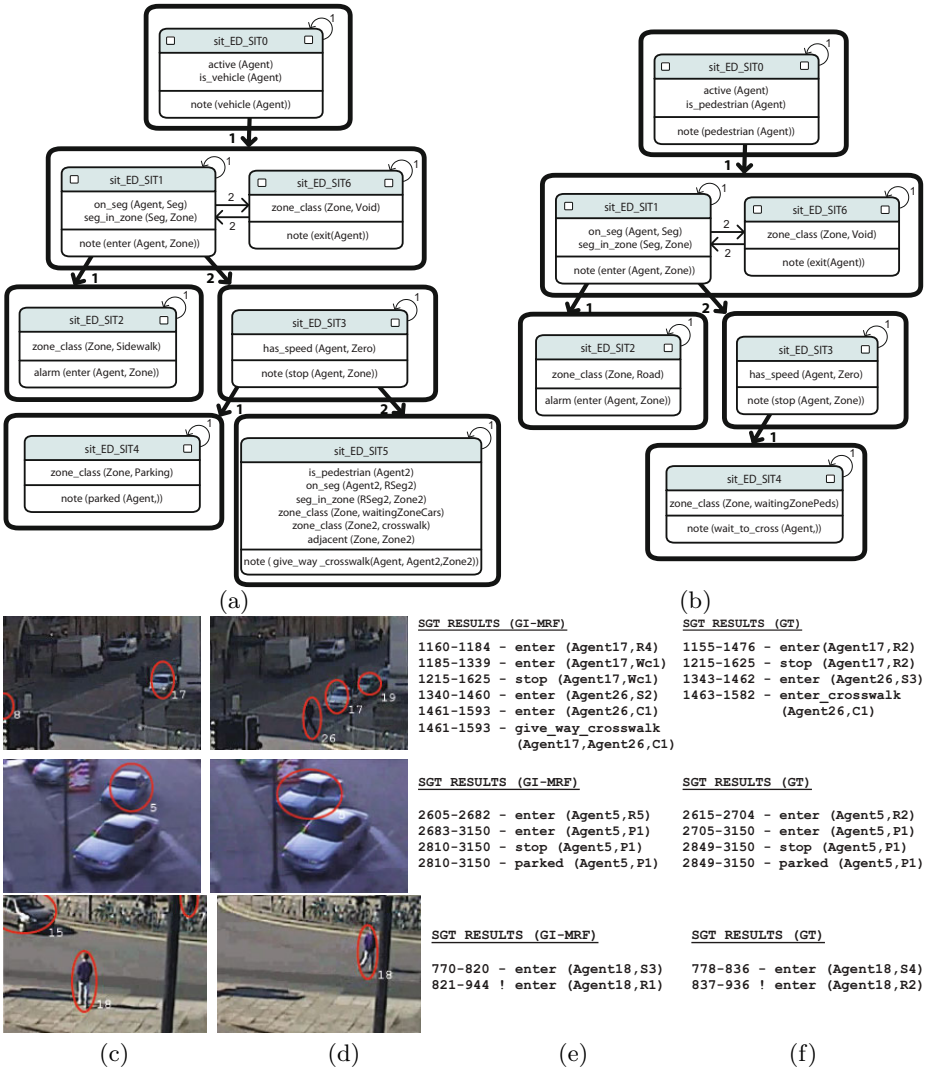 sit_ED_SIT0
1
active (Agent)
is_vehicle (Agent)
note (vehicle (Agent))
1
sit_ED_SIT1
1
on_seg (Agent, Seg)
seg_in_zone (Seg, Zone)
note (enter (Agent, Zone))
2
2
sit_ED_SIT6
1
zone_class (Zone, Void)
note (exit(Agent))
1
2
sit_ED_SIT2
1
zone_class (Zone, Sidewalk)
alarm (enter (Agent, Zone))
sit_ED_SIT3
1
has_speed (Agent, Zero)
note (stop (Agent, Zone))
1
2
sit_ED_SIT4
1
zone_class (Zone, Parking)
note (parked (Agent,))
sit_ED_SIT5
1
is_pedestrian (Agent2)
on_seg (Agent2, RSeg2)
seg_in_zone (RSeg2, Zone2)
zone_class (Zone, waitingZoneCars)
zone_class (Zone2, crosswalk)
adjacent (Zone, Zone2)
note ( give_way _crosswalk(Agent, Agent2,Zone2))
(a)
sit_ED_SIT0
1
active (Agent)
is_pedestrian (Agent)
note (pedestrian (Agent))
1
sit_ED_SIT1
1
on_seg (Agent, Seg)
seg_in_zone (Seg, Zone)
note (enter (Agent, Zone))
2
2
sit_ED_SIT6
1
zone_class (Zone, Void)
note (exit(Agent))
1
2
sit_ED_SIT2
1
zone_class (Zone, Road)
alarm (enter (Agent, Zone))
sit_ED_SIT3
1
has_speed (Agent, Zero)
note (stop (Agent, Zone))
1
sit_ED_SIT4
1
zone_class (Zone, waitingZonePeds)
note (wait_to_cross (Agent,))
(b)
8
17
26
17
19
SGT RESULTS (GI-MRF)
1160-1184 - enter (Agent17,R4)
1185-1339 - enter (Agent17,Wc1)
1215-1625 - stop (Agent17,Wc1)
1340-1460 - enter (Agent26,S2)
1461-1593 - enter (Agent26,C1)
1461-1593 - give_way_crosswalk
(Agent17,Agent26,C1)
SGT RESULTS (GT)
1155-1476 - enter(Agent17,R2)
1215-1625 - stop (Agent17,R2)
1343-1462 - enter (Agent26,S3)
1463-1582 - enter_crosswalk
(Agent26,C1)
5
5
SGT RESULTS (GI-MRF)
2605-2682 - enter (Agent5,R5)
2683-3150 - enter (Agent5,P1)
2810-3150 - stop (Agent5,P1)
2810-3150 - parked (Agent5,P1)
SGT RESULTS (GT)
2615-2704 - enter (Agent5,R2)
2705-3150 - enter (Agent5,P1)
2849-3150 - stop (Agent5,P1)
2849-3150 - parked (Agent5,P1)
15
18
18
SGT RESULTS (GI-MRF)
770-820 - enter (Agent18,S3)
821-944 ! enter (Agent18,R1)
SGT RESULTS (GT)
778-836 - enter (Agent18,S4)
837-936 ! enter (Agent18,R2)
(c)
(d)
(e)
(f)